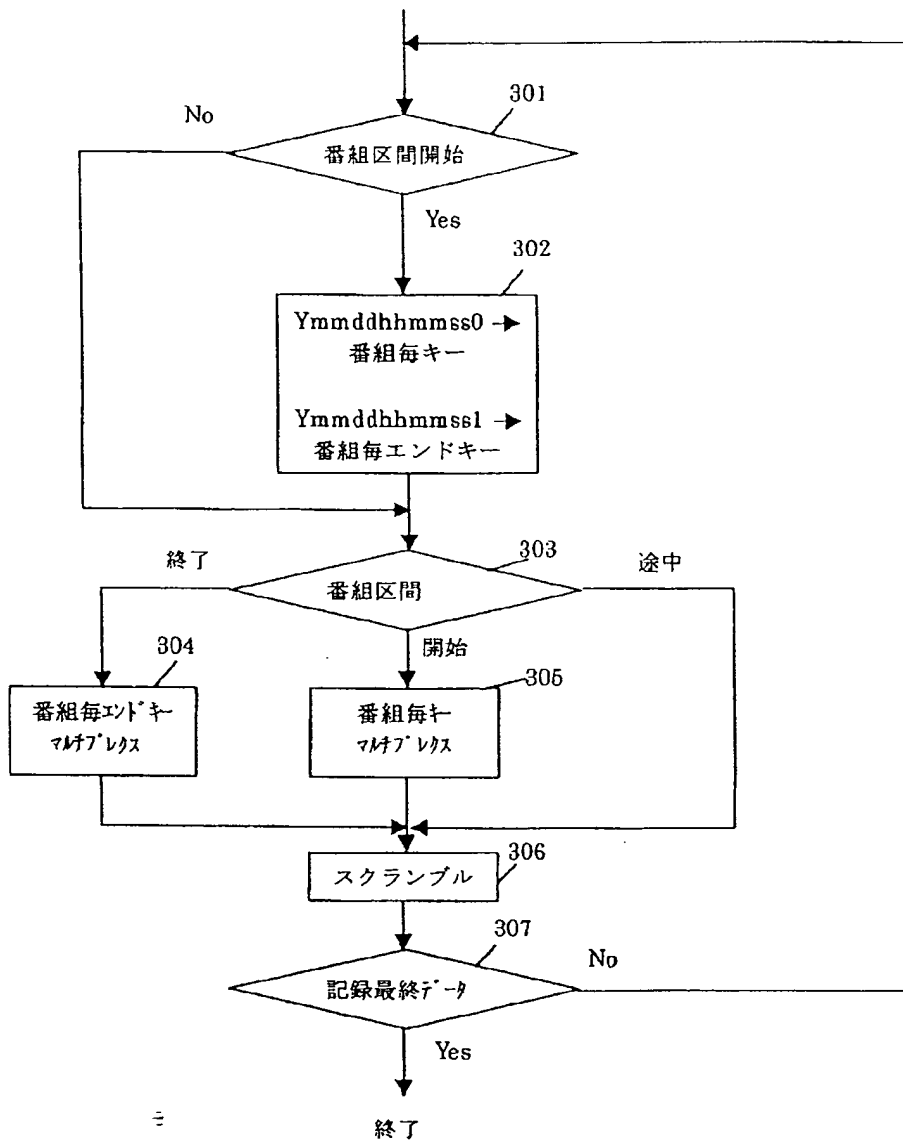 301
No
番組区間開始
Yes
302
Ymmddhhmmss0 →
番組毎キー
Ymmddhhmmss1 →
番組毎エンドキー
303
終了
途中
番組区間
開始
304
305
番組毎エンドキー
マルチプレクス
番組毎キー
マルチプレクス
306
スクランブル
307
No
記録最終データ
Yes
終了